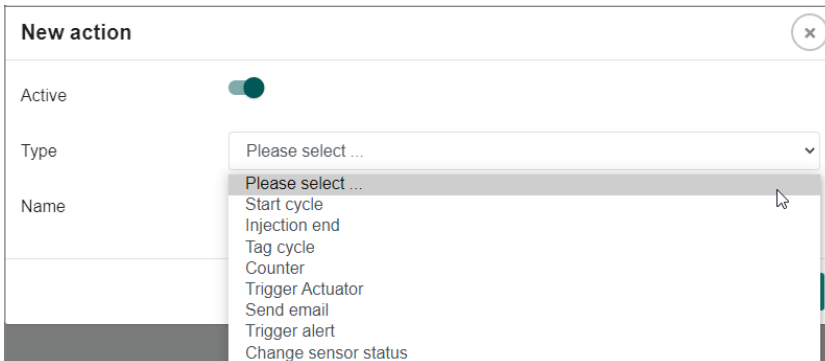 New action
Active
Type
Please select ...
Please select ...
Name
Start cycle
Injection end
Tag cycle
Counter
Trigger Actuator
Send email
Trigger alert
Change sensor status